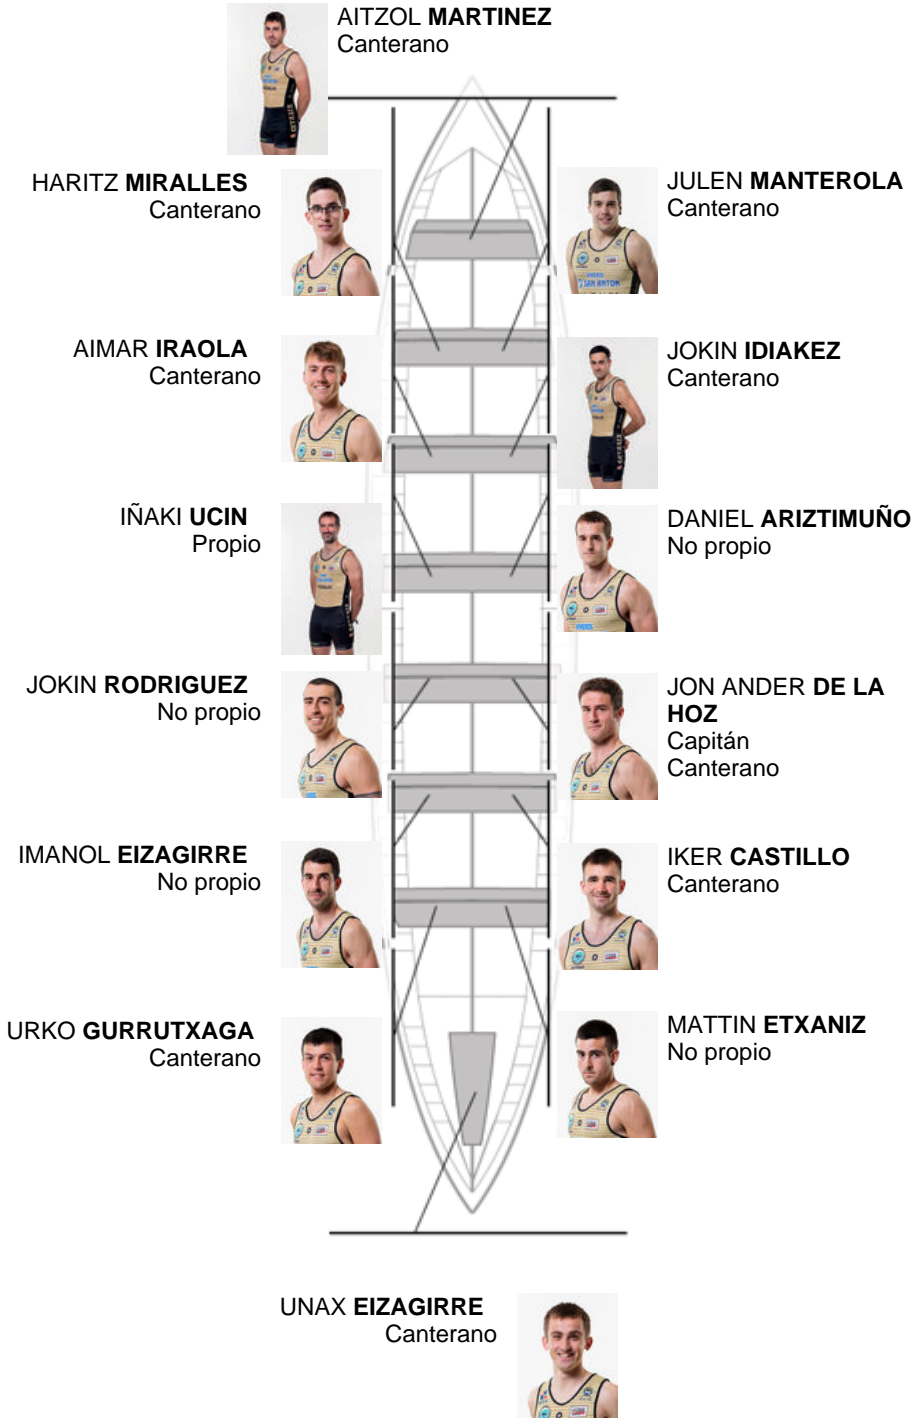 AITZOL MARTINEZ
Canterano
HARITZ MIRALLES
Canterano
JULEN MANTEROLA
Canterano
AIMAR IRAOLA
Canterano
JOKIN IDIAKEZ
Canterano
IÑAKI UCIN
Propio
DANIEL ARIZTIMUÑO
No propio
JOKIN RODRIGUEZ
No propio
JON ANDER DE LA
HOZ
Capitán
Canterano
IMANOL EIZAGIRRE
No propio
IKER CASTILLO
Canterano
URKO GURRUTXAGA
Canterano
MATTIN ETXANIZ
No propio
UNAX EIZAGIRRE
Canterano